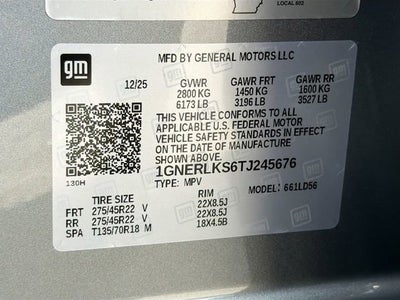 LOCAL 602
gm
MFD BY GENERAL MOTORS LLC
12/25 GVWR GAWR FRT GAWR RR
2800 KG 1450 KG 1600 KG
6173 LB 3196 LB 3527 LB
THIS VEHICLE CONFORMS TO ALL
APPLICABLE U.S. FEDERAL MOTOR
VEHICLE SAFETY STANDARDS IN EFFECT
ON THE DATE OF MANUFACTURE
SHOWN ABOVE.
1GNERLKS6TJ245676
130H TYPE: MPV MODEL: 661LD56
TIRE SIZE RIM
FRT 275/45R22 V 22X8.5J
RR 275/45R22 V 22X8.5J
SPA T135/70R18 M 18X4.5B